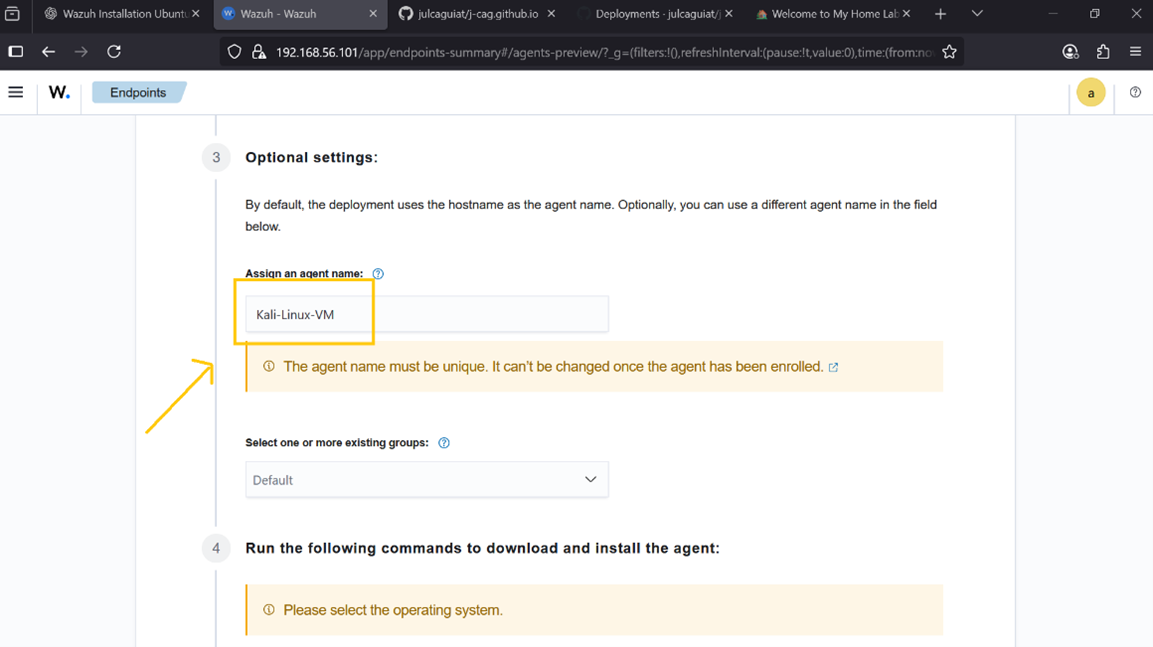 Wazuh Installation Ubuntu
Wazuh - Wazuh
julcaguiat/j-cag.github.io
Deployments · julcaguiat/j
Welcome to My Home Lab
192.168.56.101/app/endpoints-summary#/agents-preview/?_g=(filters:!(),refreshInterval:(pause:!t,value:0),time:(from:nov
W.
Endpoints
a
3
Optional settings:
By default, the deployment uses the hostname as the agent name. Optionally, you can use a different agent name in the field
below.
Assign an agent name:
Kali-Linux-VM
The agent name must be unique. It can't be changed once the agent has been enrolled.
Select one or more existing groups:
Default
4
Run the following commands to download and install the agent:
Please select the operating system.